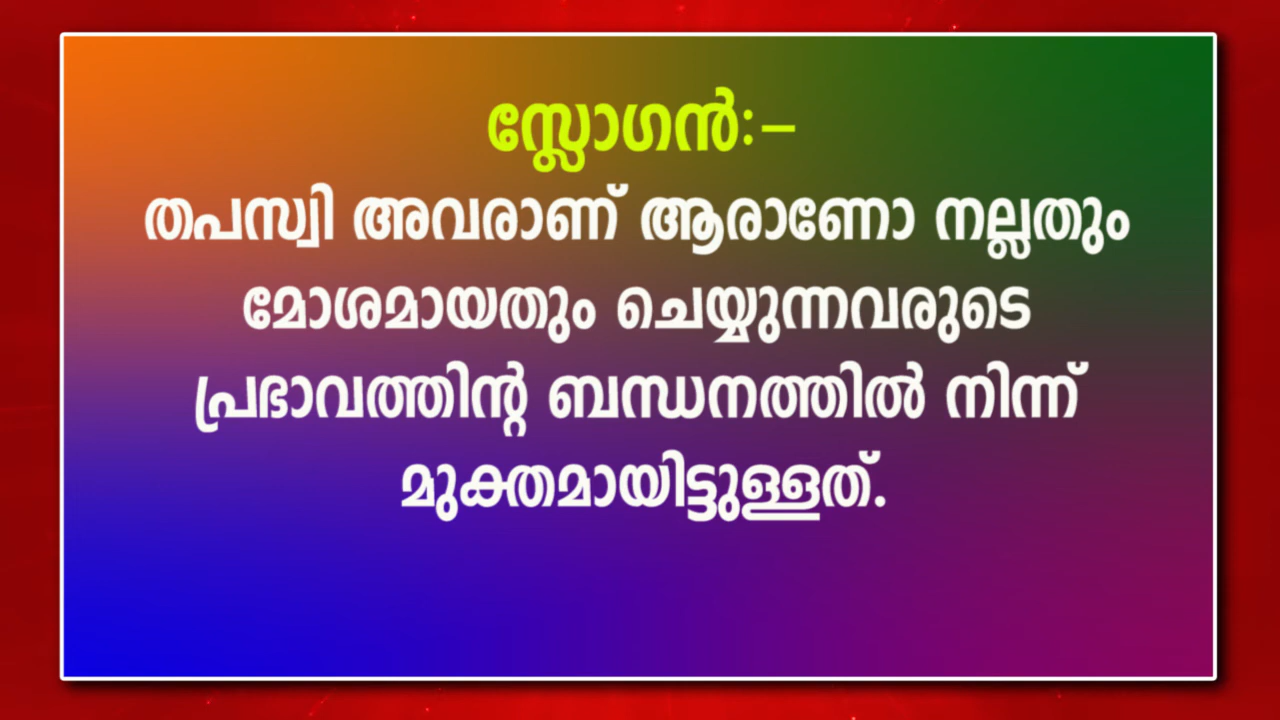 സ്ലോഗൻ:–
തപസ്വി അവരാണ് ആരാണോ നല്ലതും
മോശമായതും ചെയ്യുന്നവരുടെ
പ്രഭാവത്തിന്റ ബന്ധനത്തിൽ നിന്ന്
മുക്തമായിട്ടുള്ളത്.